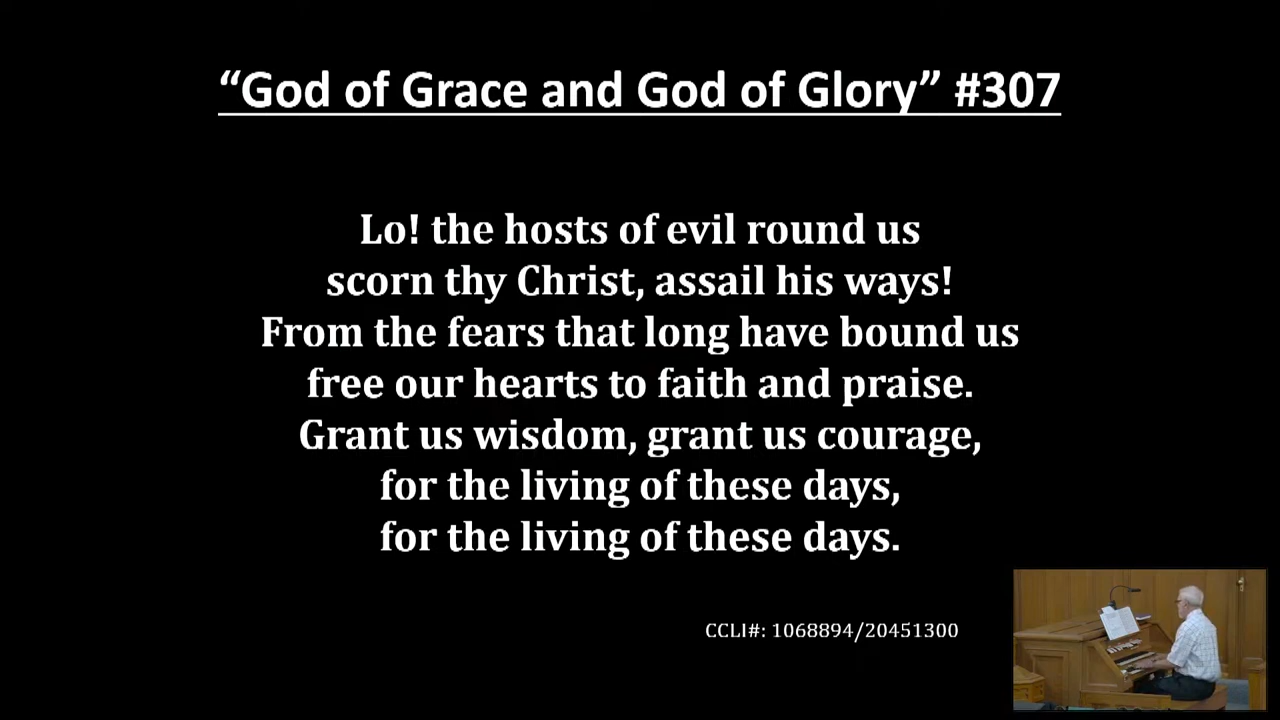 “God of Grace and God of Glory” #307
Lo! the hosts of evil round us
scorn thy Christ, assail his ways!
From the fears that long have bound us
free our hearts to faith and praise.
Grant us wisdom, grant us courage,
for the living of these days,
for the living of these days.
CCLI#: 1068894/20451300